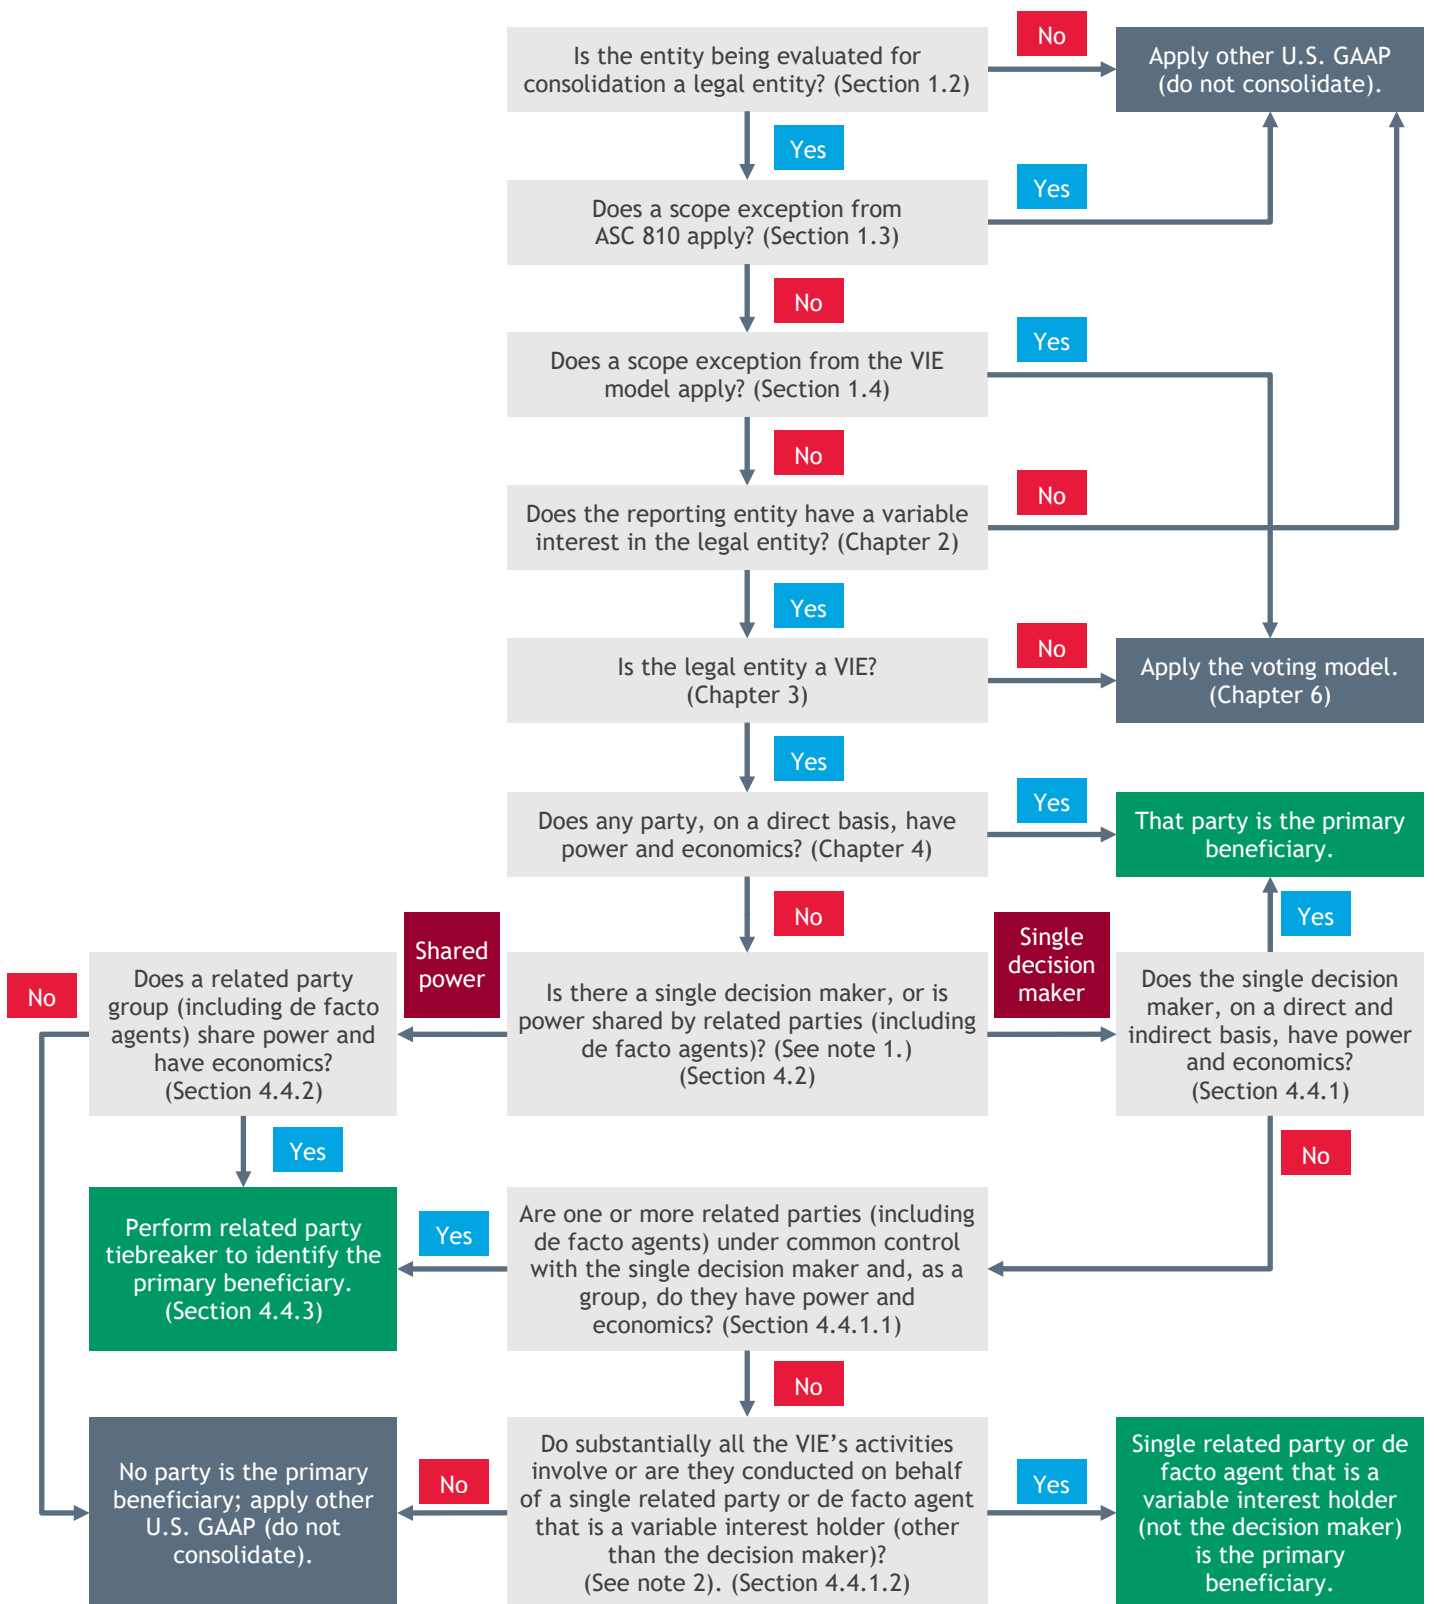 Is the entity being evaluated for
consolidation a legal entity? (Section 1.2)
No
Apply other U.S. GAAP
(do not consolidate).
Yes
Does a scope exception from
ASC 810 apply? (Section 1.3)
Yes
No
Does a scope exception from the VIE
model apply? (Section 1.4)
Yes
No
Does the reporting entity have a variable
interest in the legal entity? (Chapter 2)
No
Yes
Is the legal entity a VIE?
(Chapter 3)
No
Apply the voting model.
(Chapter 6)
Yes
Does any party, on a direct basis, have
power and economics? (Chapter 4)
Yes
That party is the primary
beneficiary.
No
Yes
No
Does a related party
group (including de facto
agents) share power and
have economics?
(Section 4.4.2)
Shared
power
Is there a single decision maker, or is
power shared by related parties (including
de facto agents)? (See note 1.)
(Section 4.2)
Single
decision
maker
Does the single decision
maker, on a direct and
indirect basis, have power
and economics?
(Section 4.4.1)
Yes
No
Perform related party
tiebreaker to identify the
primary beneficiary.
(Section 4.4.3)
Yes
Are one or more related parties (including
de facto agents) under common control
with the single decision maker and, as a
group, do they have power and
economics? (Section 4.4.1.1)
No
No party is the primary
beneficiary; apply other
U.S. GAAP (do not
consolidate).
No
Do substantially all the VIE’s activities
involve or are they conducted on behalf
of a single related party or de facto agent
that is a variable interest holder (other
than the decision maker)?
(See note 2). (Section 4.4.1.2)
Yes
Single related party or de
facto agent that is a
variable interest holder
(not the decision maker)
is the primary
beneficiary.